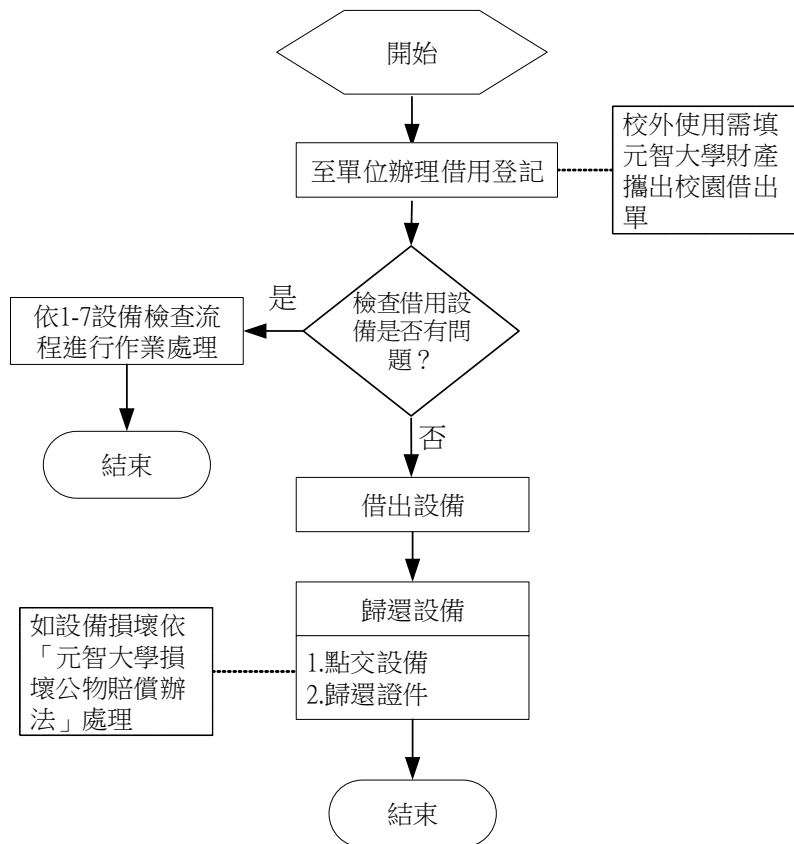 開始
至單位辦理借用登記
校外使用需填
元智大學財產
攜出校園借出
單
檢查借用設
備是否有問
題？
是
依1-7設備檢查流
程進行作業處理
結束
否
借出設備
歸還設備
1.點交設備
2.歸還證件
如設備損壞依
「元智大學損
壞公物賠償辦
法」處理
結束